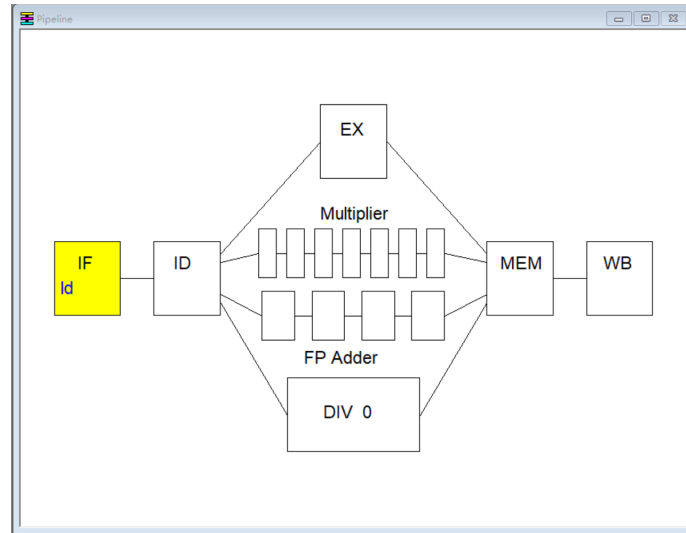 Pipeline
EX
Multiplier
IF
ld
ID
MEM
WB
FP Adder
DIV 0